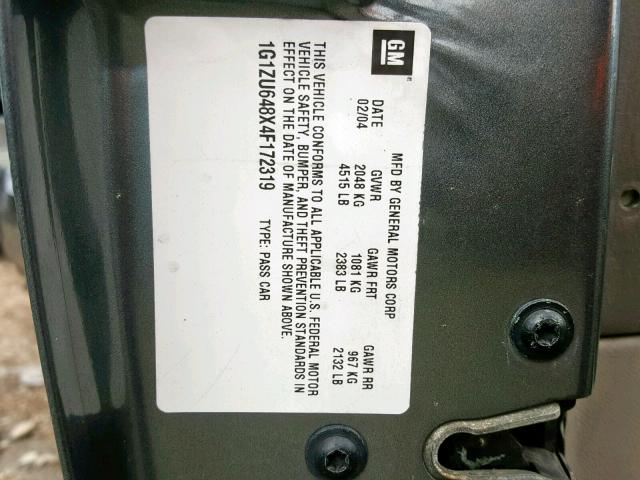 GM®
MFD BY GENERAL MOTORS CORP
DATE GVWR GAWR FRT GAWR RR
02/04 2048 KG 1081 KG 967 KG
4515 LB 2383 LB 2132 LB
THIS VEHICLE CONFORMS TO ALL APPLICABLE U.S. FEDERAL MOTOR
VEHICLE SAFETY, BUMPER, AND THEFT PREVENTION STANDARDS IN
EFFECT ON THE DATE OF MANUFACTURE SHOWN ABOVE.
1G1ZU648X4F172319 TYPE: PASS CAR